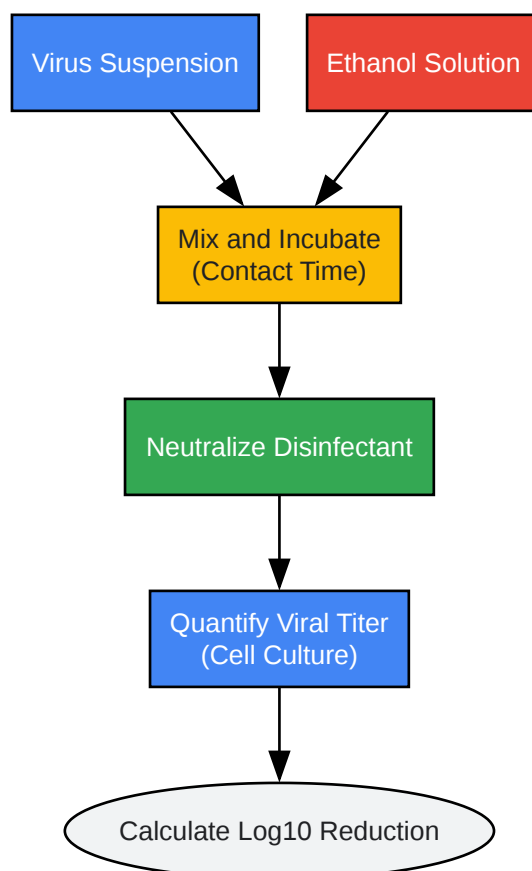 Virus Suspension
Ethanol Solution
Mix and Incubate
(Contact Time)
Neutralize Disinfectant
Quantify Viral Titer
(Cell Culture)
Calculate Log10 Reduction